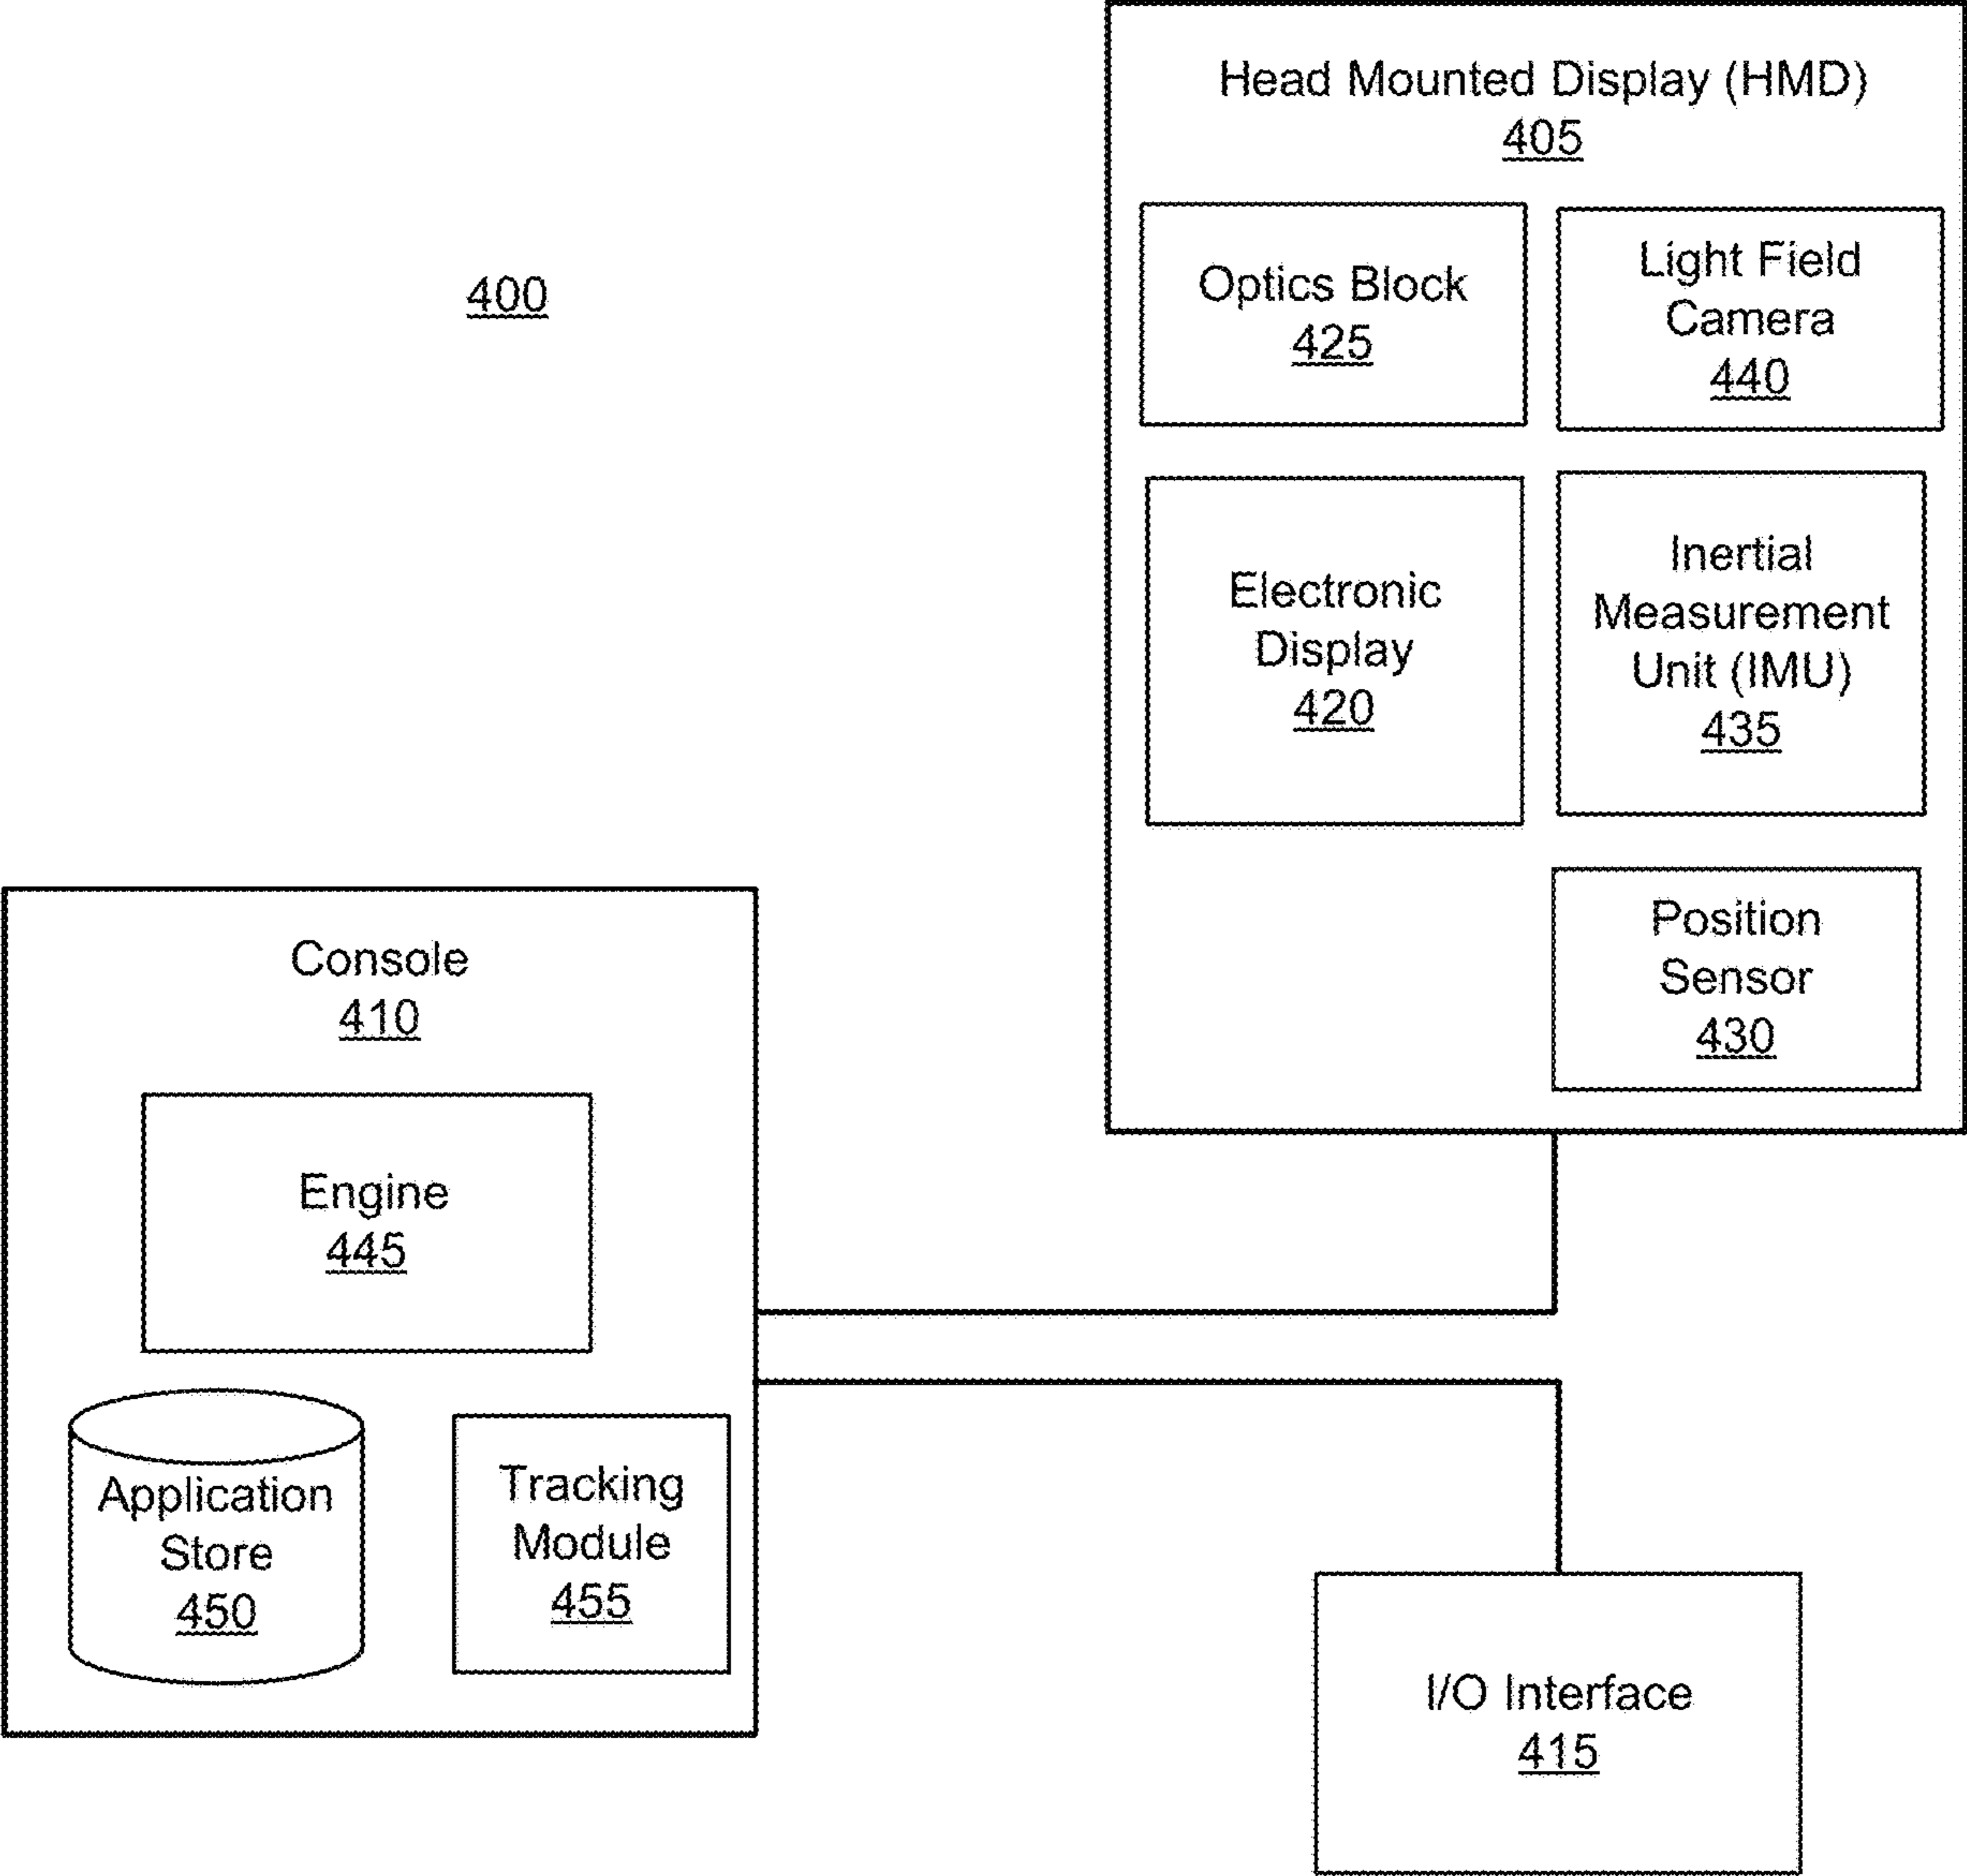 Head Mounted Display (HMD)
405
Optics Block
425
Light Field
Camera
440
400
Electronic
Display
420
Inertial
Measurement
Unit (IMU)
435
Position
Sensor
430
Console
410
Engine
445
Application
Store
450
Tracking
Module
455
I/O Interface
415